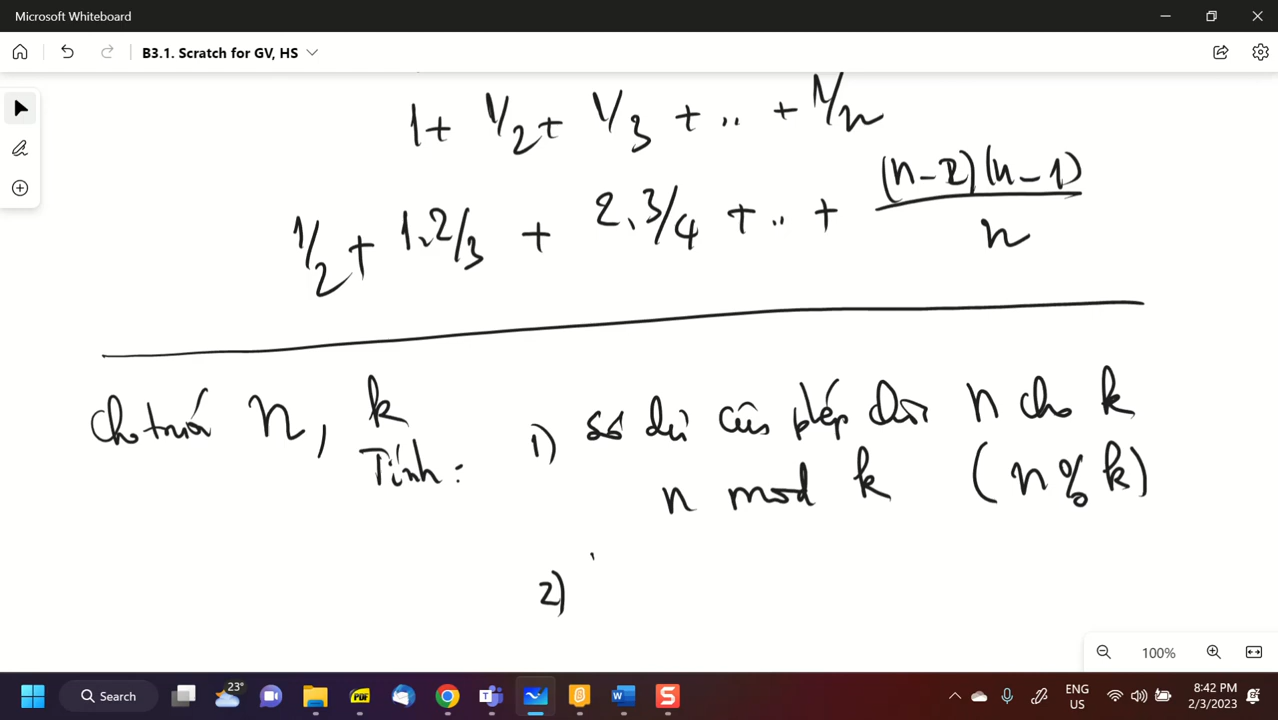 Microsoft Whiteboard
B3.1. Scratch for GV, HS
1 + 1/2 + 1/3 + .. + 1/n
1/2 + 1.2/3 + 2.3/4 + .. + (n-2)(n-1)/n
Cho trước n, k
Tính: 1) số dư của phép chia n cho k
n mod k (n % k)
2)
100%
Search
23°
ENG
US
8:42 PM
2/3/2023